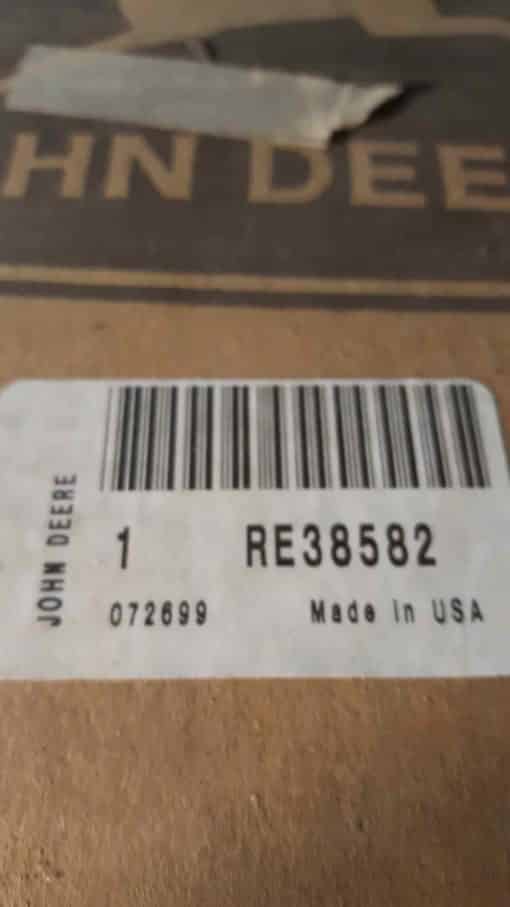 HN DEE
JOHN DEERE
1 RE38582
072699 Made in USA